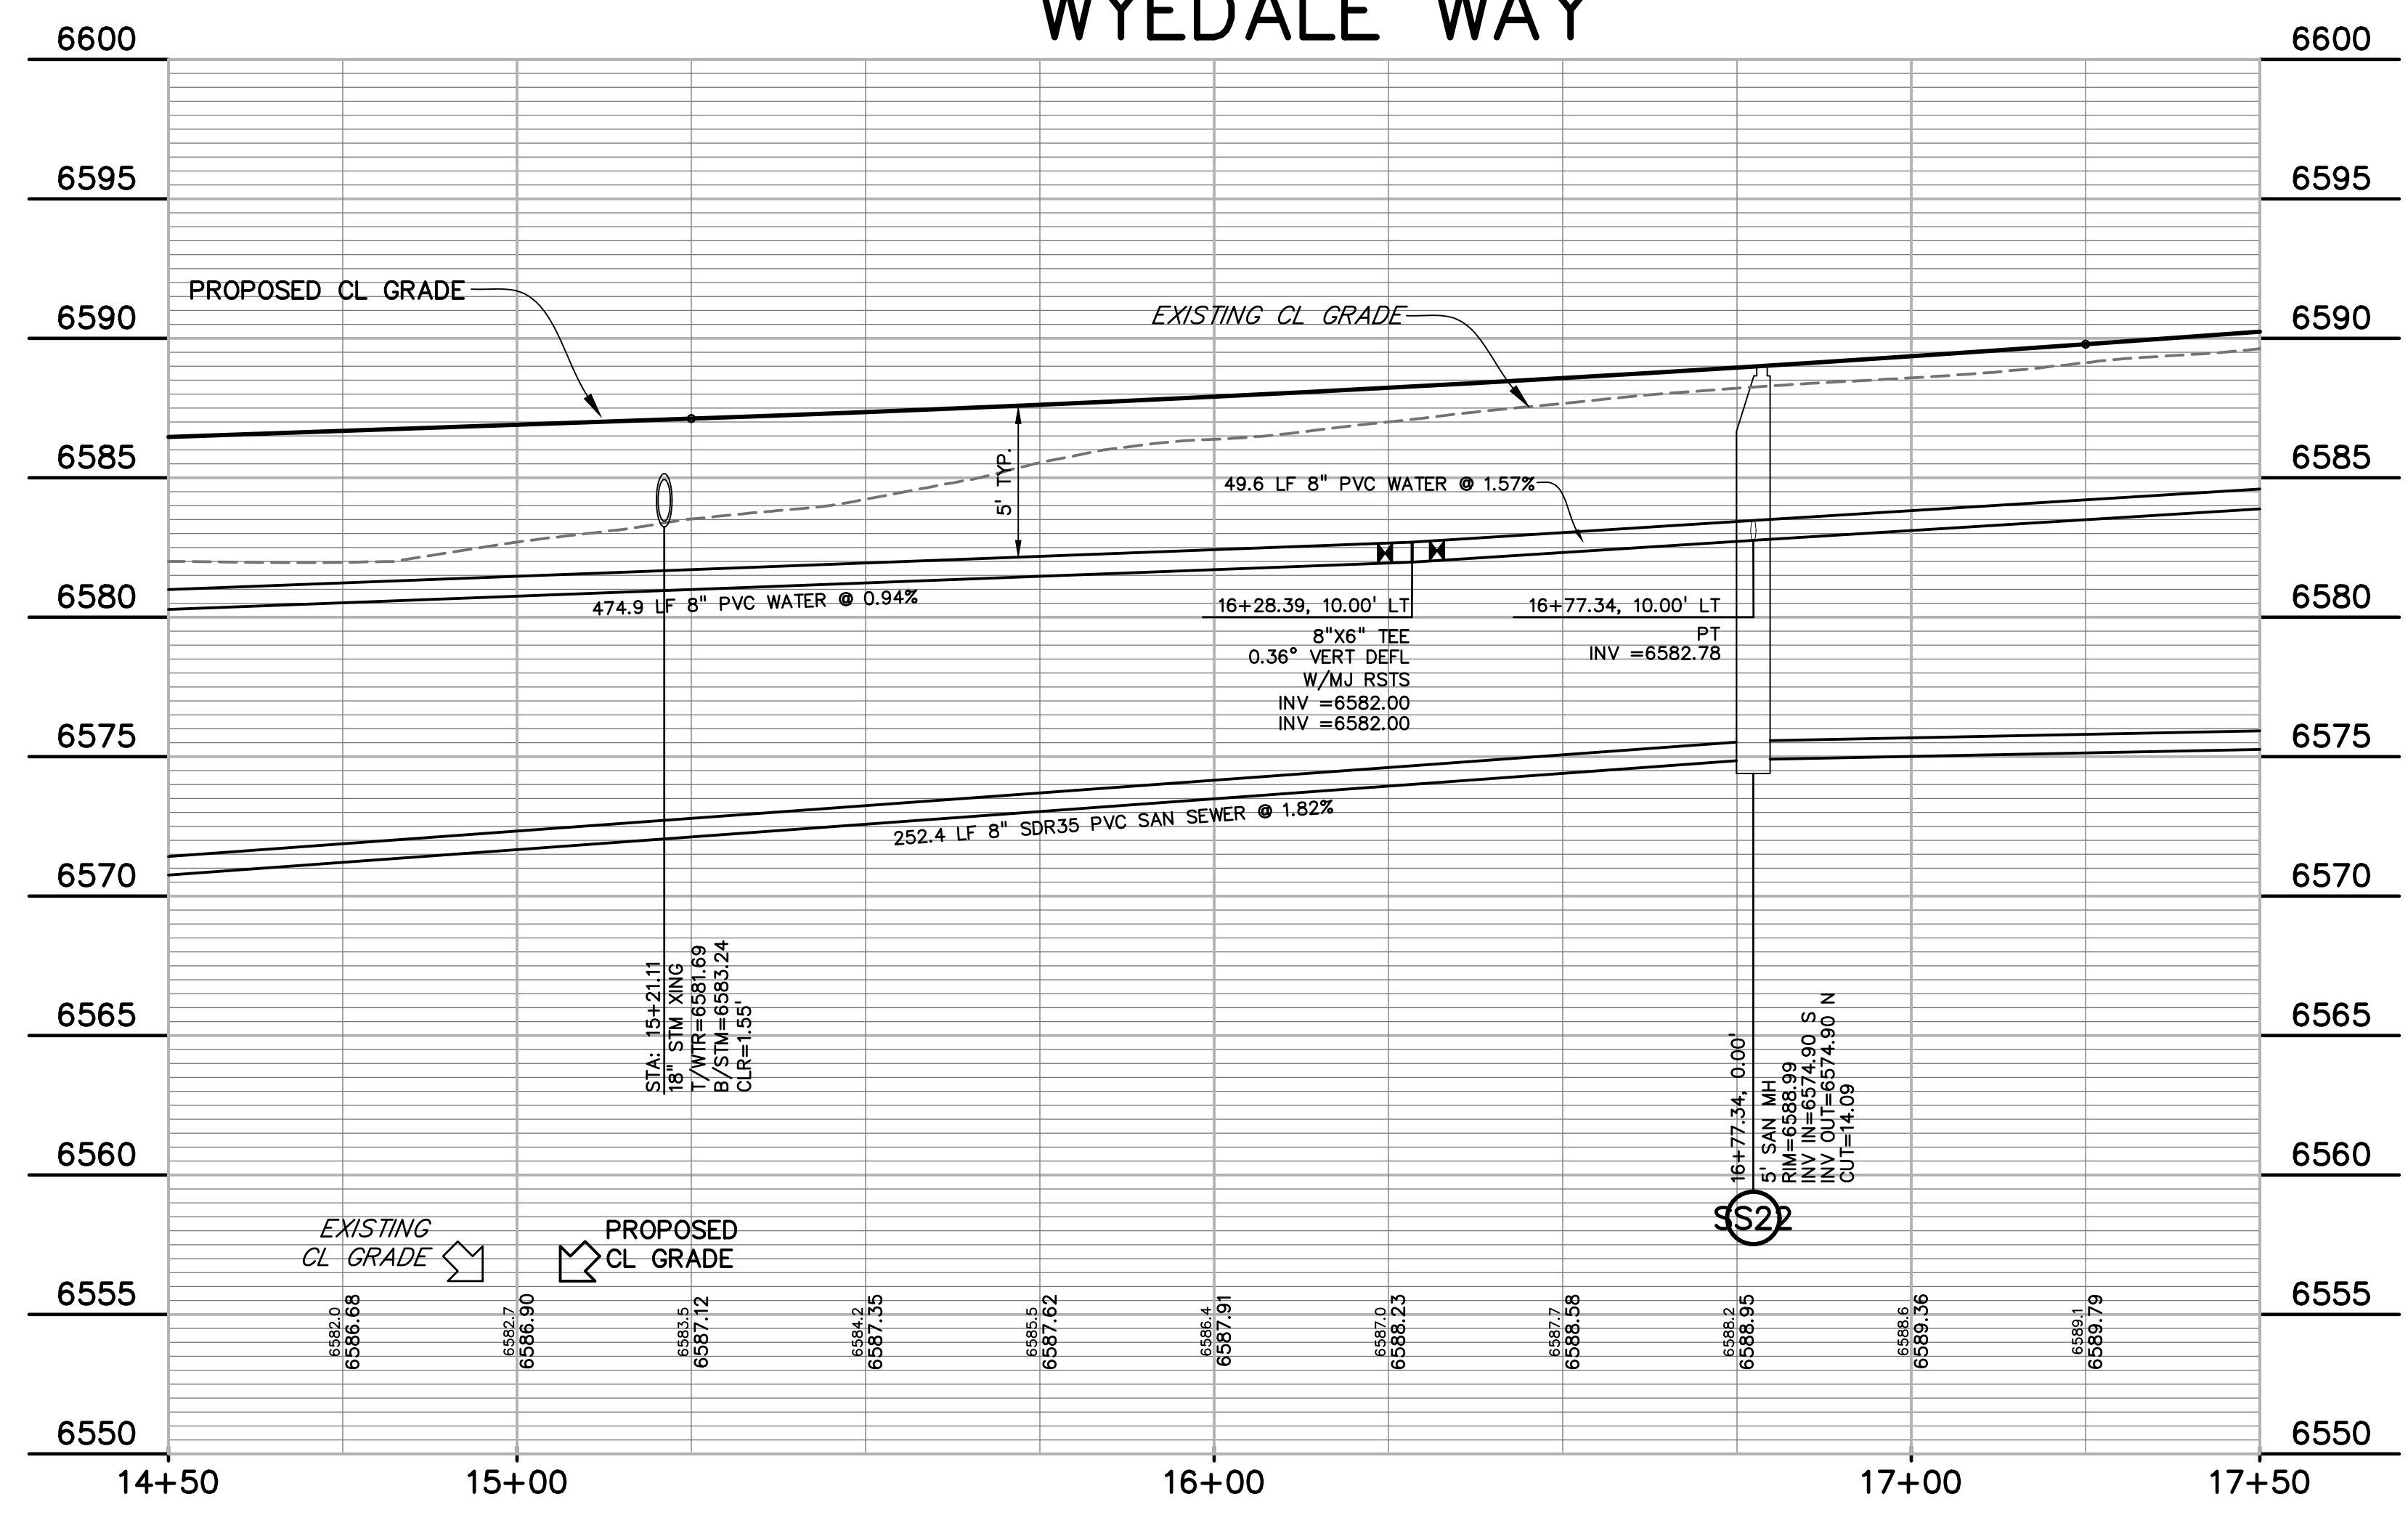 WYEDALE WAY
6600
6600
6595
6595
PROPOSED CL GRADE
EXISTING CL GRADE
6590
6590
6585
6585
5' TYP.
49.6 LF 8" PVC WATER @ 1.57%
6580
6580
474.9 LF 8" PVC WATER @ 0.94%
16+28.39, 10.00' LT
8"X6" TEE
0.36° VERT DEFL
W/MJ RSTS
INV =6582.00
INV =6582.00
16+77.34, 10.00' LT
PT
INV =6582.78
6575
6575
252.4 LF 8" SDR35 PVC SAN SEWER @ 1.82%
6570
6570
STA: 15+21.11
18" STM XING
T/WTR=6581.69
B/STM=6583.24
CLR=1.55'
6565
6565
16+77.34, 0.00'
5' SAN MH
RIM=6588.99
INV IN=6574.90 S
INV OUT=6574.90 N
CUT=14.09
6560
6560
SS22
EXISTING
CL GRADE
PROPOSED
CL GRADE
6555
6555
6582.0
6586.68
6582.7
6586.90
6583.5
6587.12
6584.2
6587.35
6585.5
6587.62
6586.4
6587.91
6587.0
6588.23
6587.7
6588.58
6588.2
6588.95
6588.6
6589.36
6589.1
6589.79
6550
6550
14+50
15+00
16+00
17+00
17+50